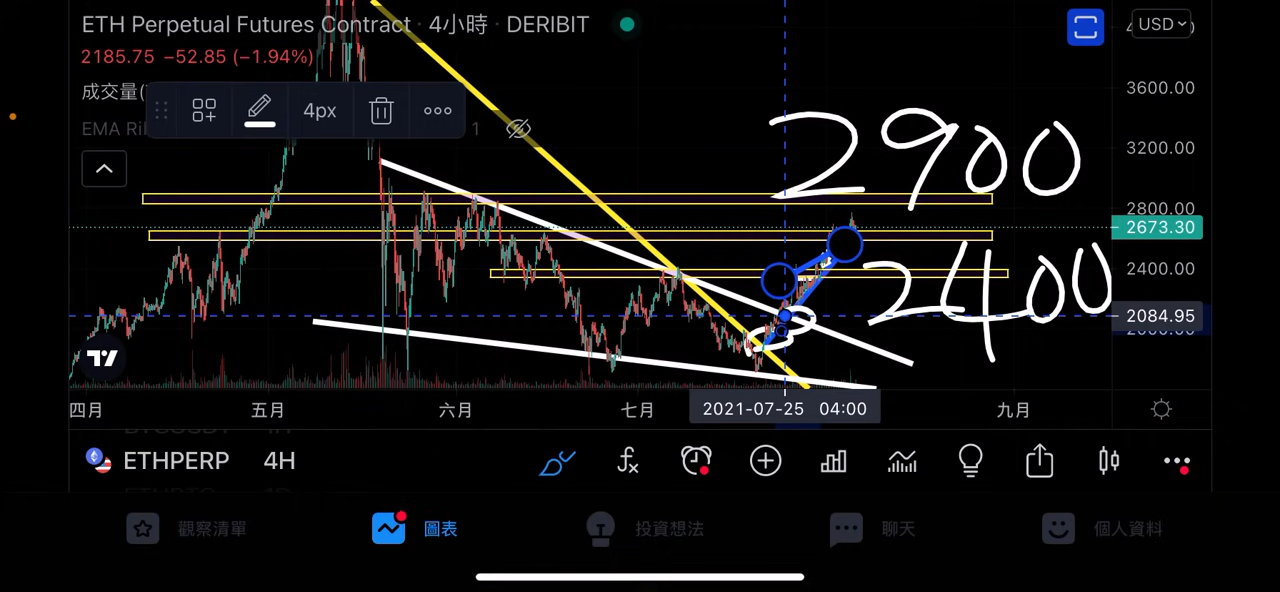 ETH Perpetual Futures Contract · 4小時 · DERIBIT
USD
2185.75 −52.85 (−1.94%)
3600.00
成交量(
4px
EMA Ri
1
3200.00
2900
2800.00
2673.30
2400.00
2400
2084.95
四月
五月
六月
七月
2021-07-25 04:00
九月
ETHPERP 4H
觀察清單
圖表
投資想法
聊天
個人資料